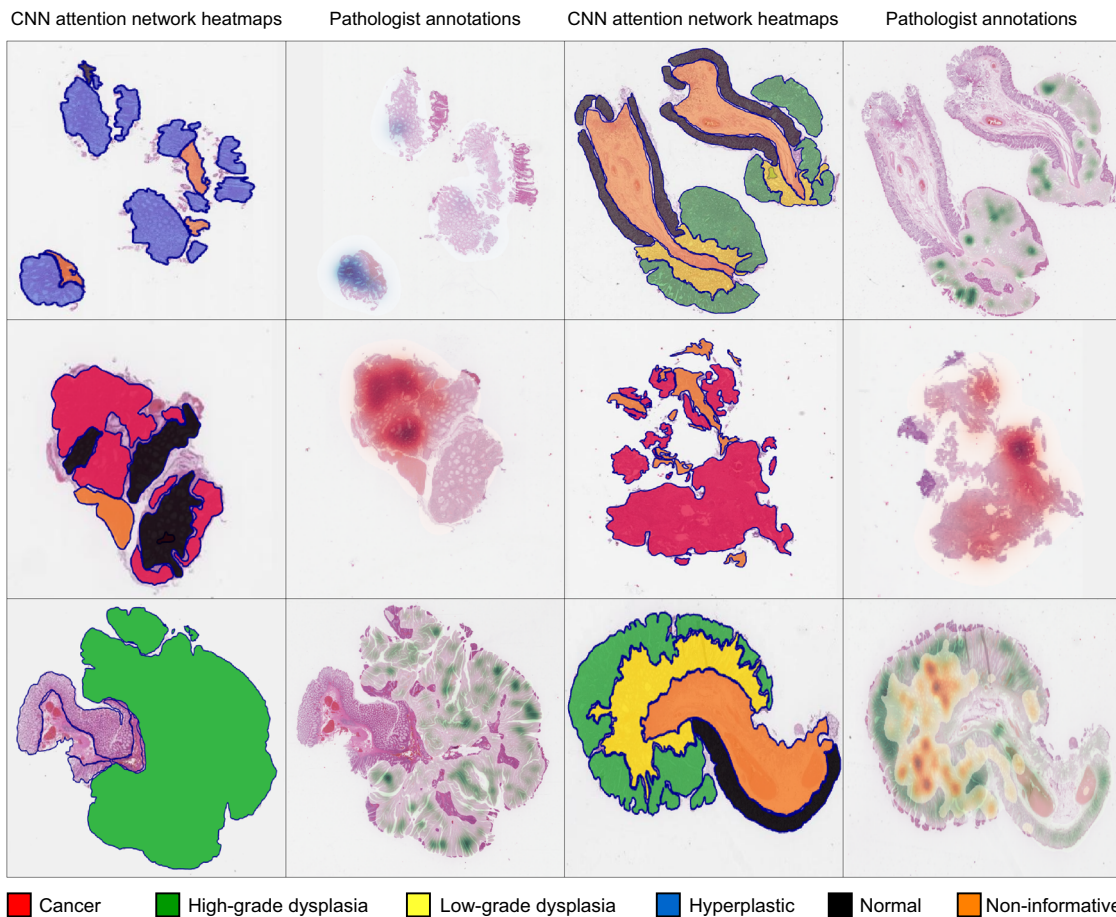 CNN attention network heatmaps Pathologist annotations CNN attention network heatmaps Pathologist annotations
Cancer High-grade dysplasia Low-grade dysplasia Hyperplastic Normal Non-informative